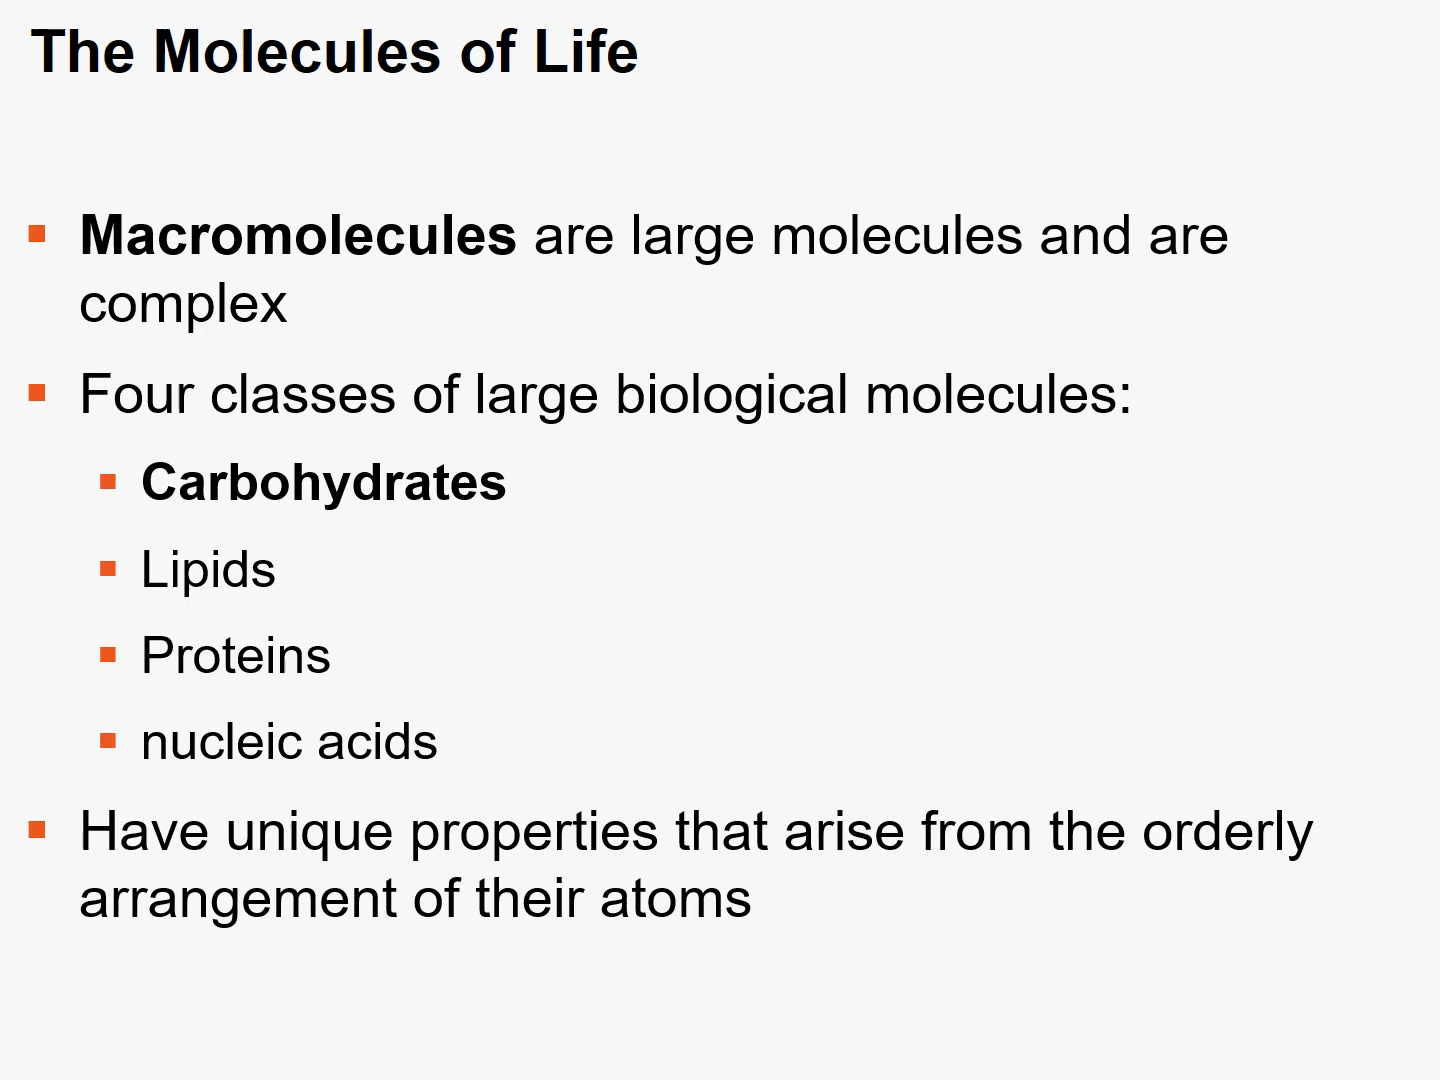 The Molecules of Life
Macromolecules are large molecules and are
complex
Four classes of large biological molecules:
Carbohydrates
Lipids
Proteins
nucleic acids
Have unique properties that arise from the orderly
arrangement of their atoms